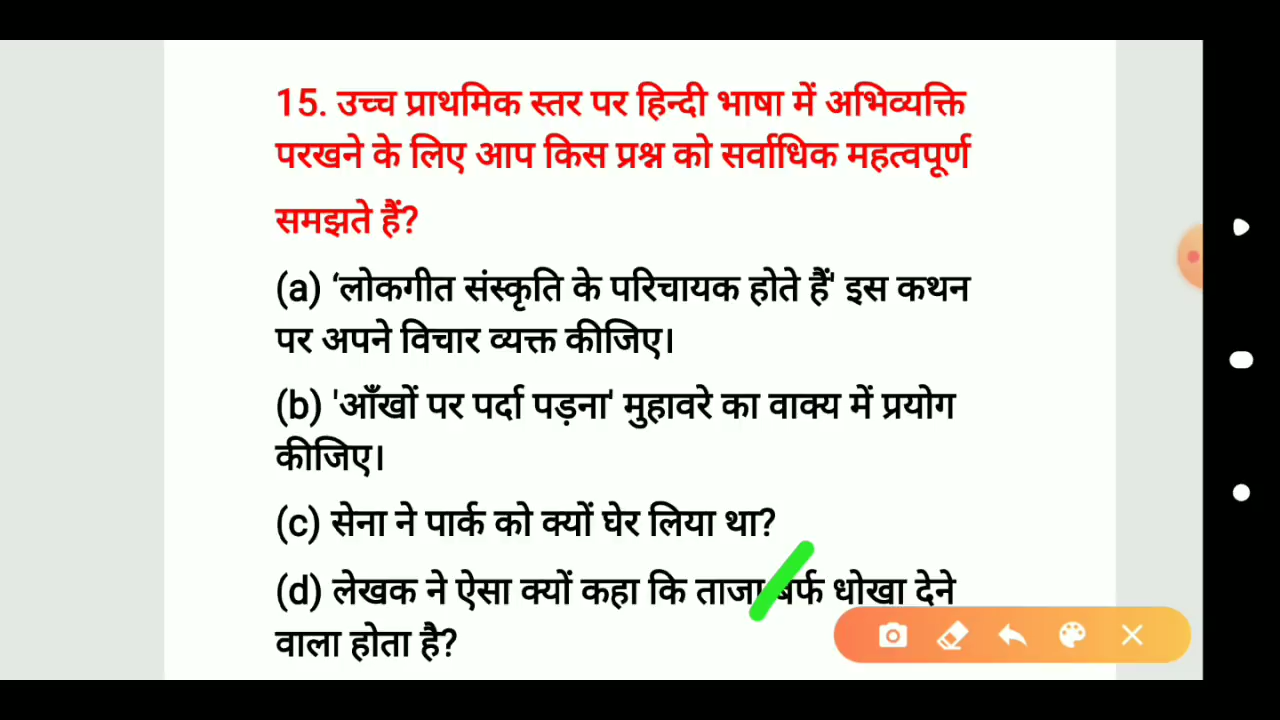 15. उच्च प्राथमिक स्तर पर हिन्दी भाषा में अभिव्यक्ति
परखने के लिए आप किस प्रश्न को सर्वाधिक महत्वपूर्ण
समझते हैं?
(a) ‘लोकगीत संस्कृति के परिचायक होते हैं' इस कथन
पर अपने विचार व्यक्त कीजिए।
(b) 'आँखों पर पर्दा पड़ना' मुहावरे का वाक्य में प्रयोग
कीजिए।
(c) सेना ने पार्क को क्यों घेर लिया था?
(d) लेखक ने ऐसा क्यों कहा कि ताजा बर्फ धोखा देने
वाला होता है?